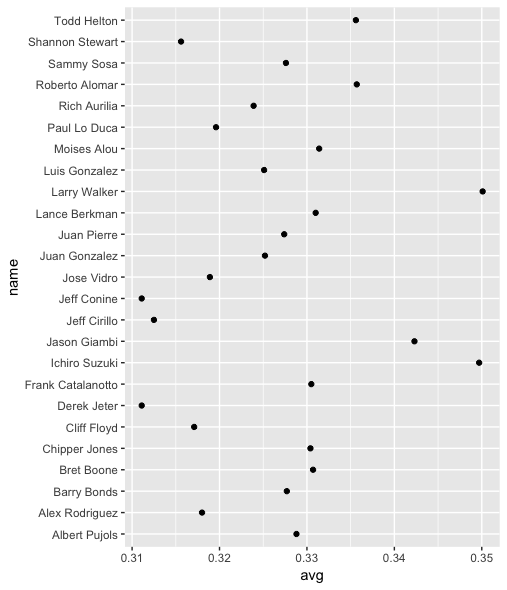 Todd Helton
Shannon Stewart
Sammy Sosa
Roberto Alomar
Rich Aurilia
Paul Lo Duca
Moises Alou
Luis Gonzalez
Larry Walker
Lance Berkman
Juan Pierre
Juan Gonzalez
Jose Vidro
Jeff Conine
Jeff Cirillo
Jason Giambi
Ichiro Suzuki
Frank Catalanotto
Derek Jeter
Cliff Floyd
Chipper Jones
Bret Boone
Barry Bonds
Alex Rodriguez
Albert Pujols
name
0.31 0.32 0.33 0.34 0.35
avg